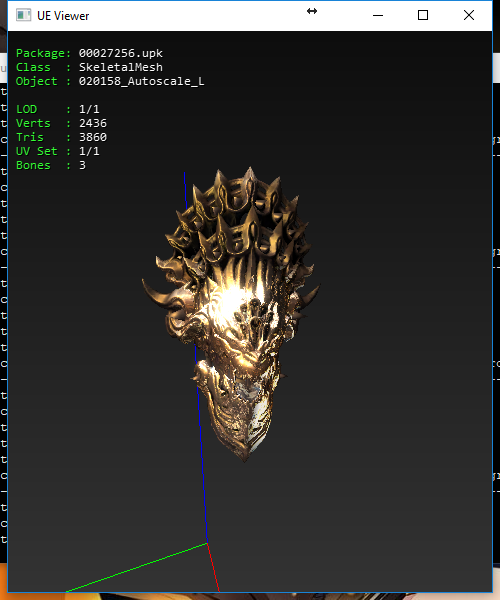 UE Viewer
Package: 00027256.upk
Class  : SkeletalMesh
Object : 020158_Autoscale_L
LOD    : 1/1
Verts  : 2436
Tris   : 3860
UV Set : 1/1
Bones  : 3